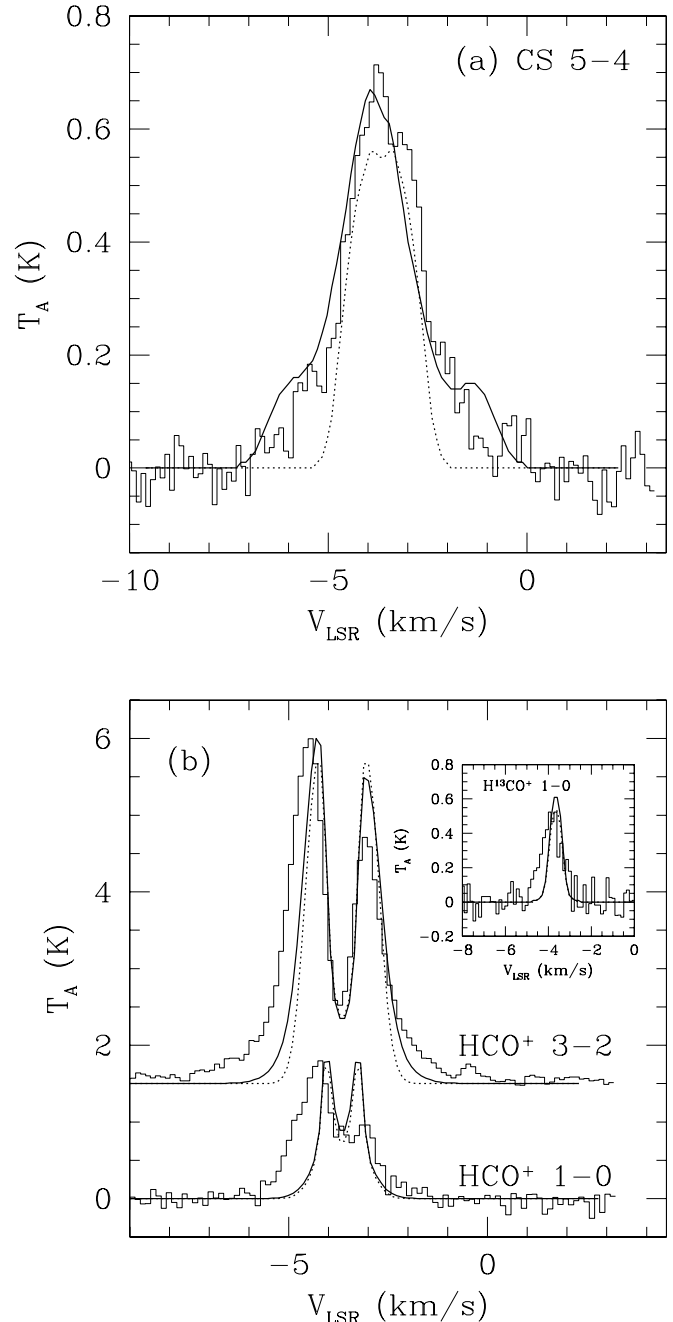 (a) CS 5−4
0.8
0.6
0.4
0.2
0
T_A (K)
−10 −5 0
V_LSR (km/s)
(b)
6
4
2
0
T_A (K)
H¹³CO⁺ 1−0
0.8
0.6
0.4
0.2
0
−0.2
T_A (K)
−8 −6 −4 −2 0
V_LSR (km/s)
HCO⁺ 3−2
HCO⁺ 1−0
−5 0
V_LSR (km/s)